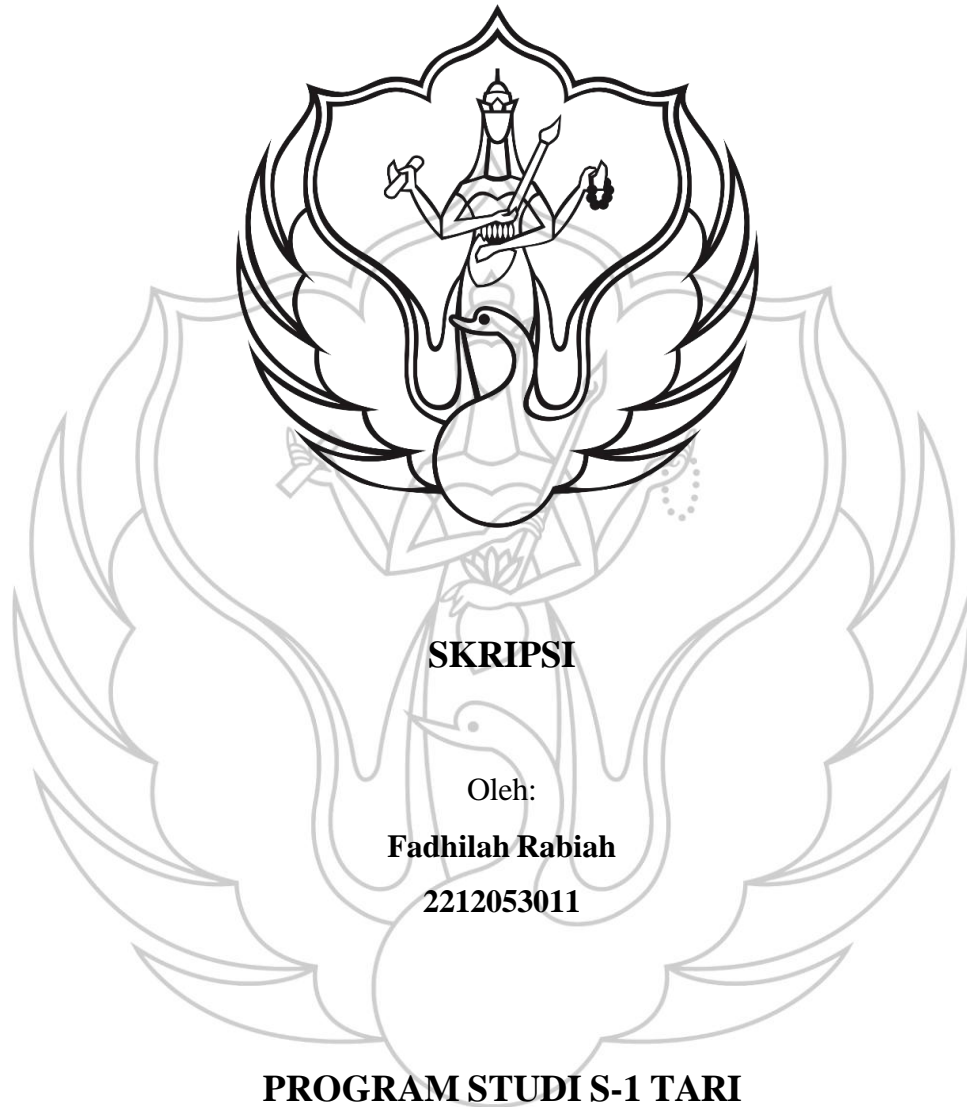 SKRIPSI
Oleh:
Fadhilah Rabiah
2212053011
PROGRAM STUDI S-1 TARI